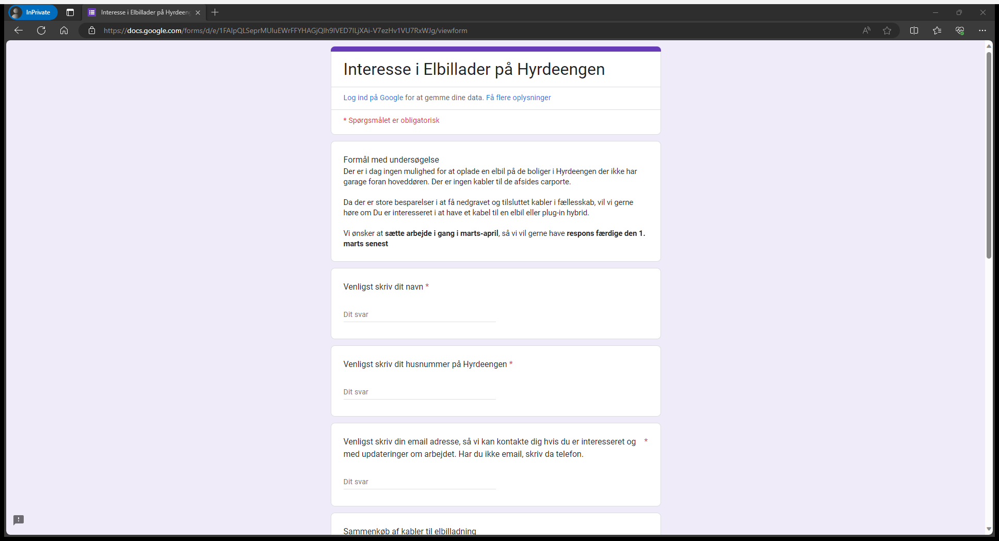 InPrivate
Interesse i Elbillader på Hyrdeeng
https://docs.google.com/forms/d/e/1FAIpQLSeprMUIuEWrFFYHAGjQIh9IVED7ILjXAi-V7ezHv1VU7RxWJg/viewform
Interesse i Elbillader på Hyrdeengen
Log ind på Google for at gemme dine data. Få flere oplysninger
* Spørgsmålet er obligatorisk
Formål med undersøgelse
Der er i dag ingen mulighed for at oplade en elbil på de boliger i Hyrdeengen der ikke har
garage foran hoveddøren. Der er ingen kabler til de afsides carporte.
Da der er store besparelser i at få nedgravet og tilsluttet kabler i fællesskab, vil vi gerne
høre om Du er interesseret i at have et kabel til en elbil eller plug-in hybrid.
Vi ønsker at sætte arbejde i gang i marts-april, så vi vil gerne have respons færdige den 1.
marts senest
Venligst skriv dit navn *
Dit svar
Venligst skriv dit husnummer på Hyrdeengen *
Dit svar
Venligst skriv din email adresse, så vi kan kontakte dig hvis du er interesseret og *
med updateringer om arbejdet. Har du ikke email, skriv da telefon.
Dit svar
Sammenkøb af kabler til elbilladning